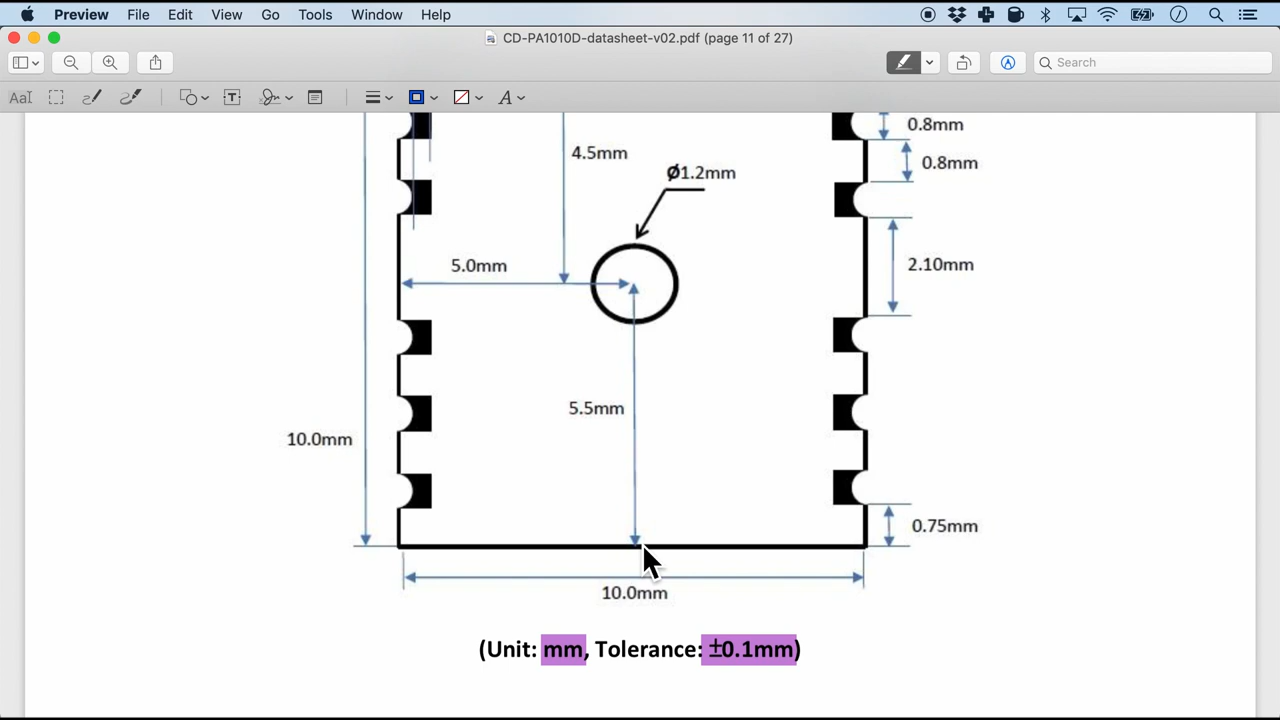 Preview File Edit View Go Tools Window Help
CD-PA1010D-datasheet-v02.pdf (page 11 of 27)
Search
AaI T A
0.8mm
4.5mm
0.8mm
Ø1.2mm
5.0mm
2.10mm
5.5mm
10.0mm
0.75mm
10.0mm
(Unit: mm, Tolerance: ±0.1mm)